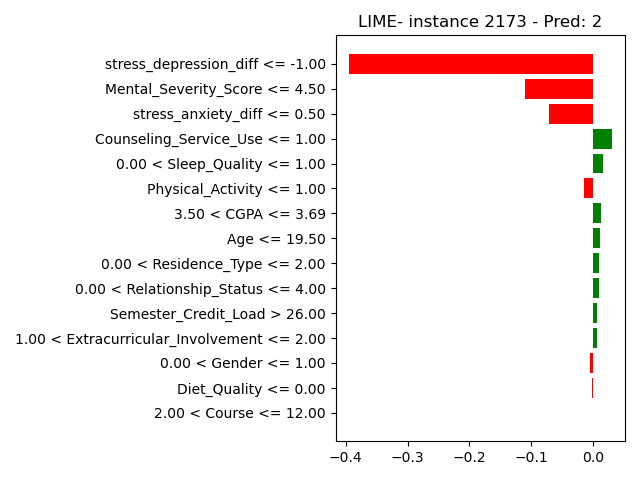 LIME- instance 2173 - Pred: 2
stress_depression_diff <= -1.00
Mental_Severity_Score <= 4.50
stress_anxiety_diff <= 0.50
Counseling_Service_Use <= 1.00
0.00 < Sleep_Quality <= 1.00
Physical_Activity <= 1.00
3.50 < CGPA <= 3.69
Age <= 19.50
0.00 < Residence_Type <= 2.00
0.00 < Relationship_Status <= 4.00
Semester_Credit_Load > 26.00
1.00 < Extracurricular_Involvement <= 2.00
0.00 < Gender <= 1.00
Diet_Quality <= 0.00
2.00 < Course <= 12.00
−0.4 −0.3 −0.2 −0.1 0.0